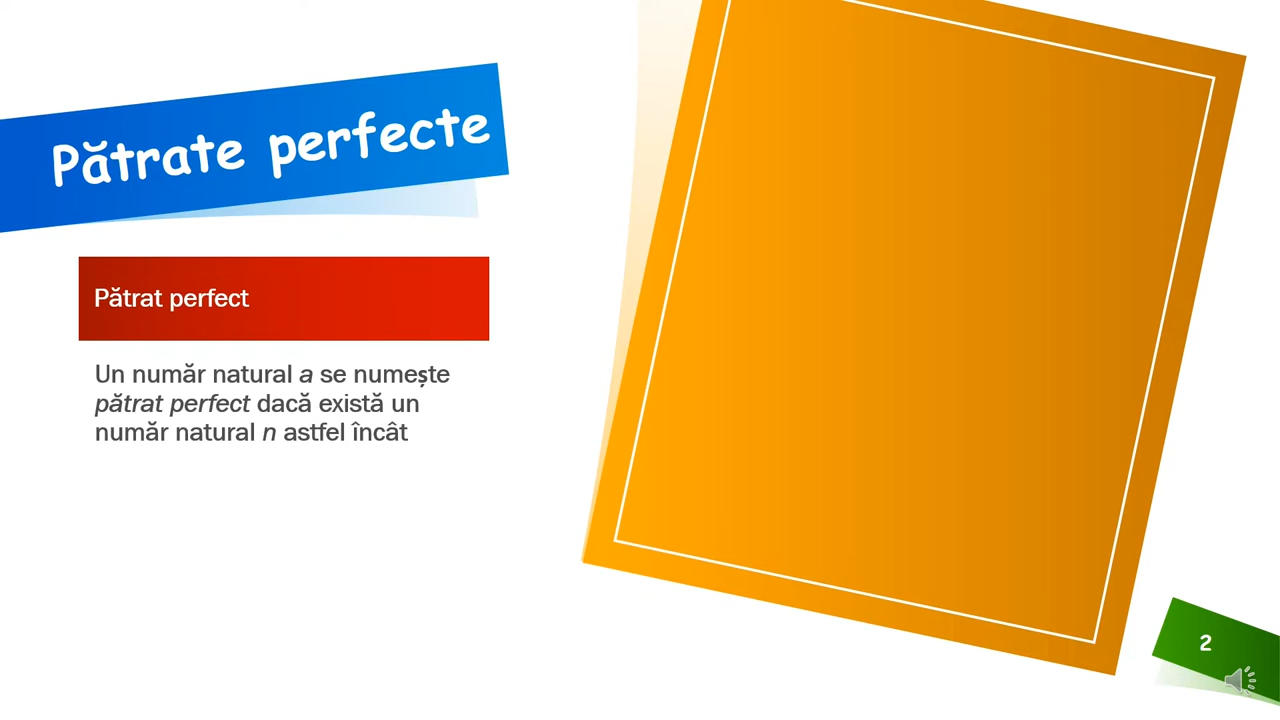 Pătrate perfecte
Pătrat perfect
Un număr natural a se numește
pătrat perfect dacă există un
număr natural n astfel încât
2